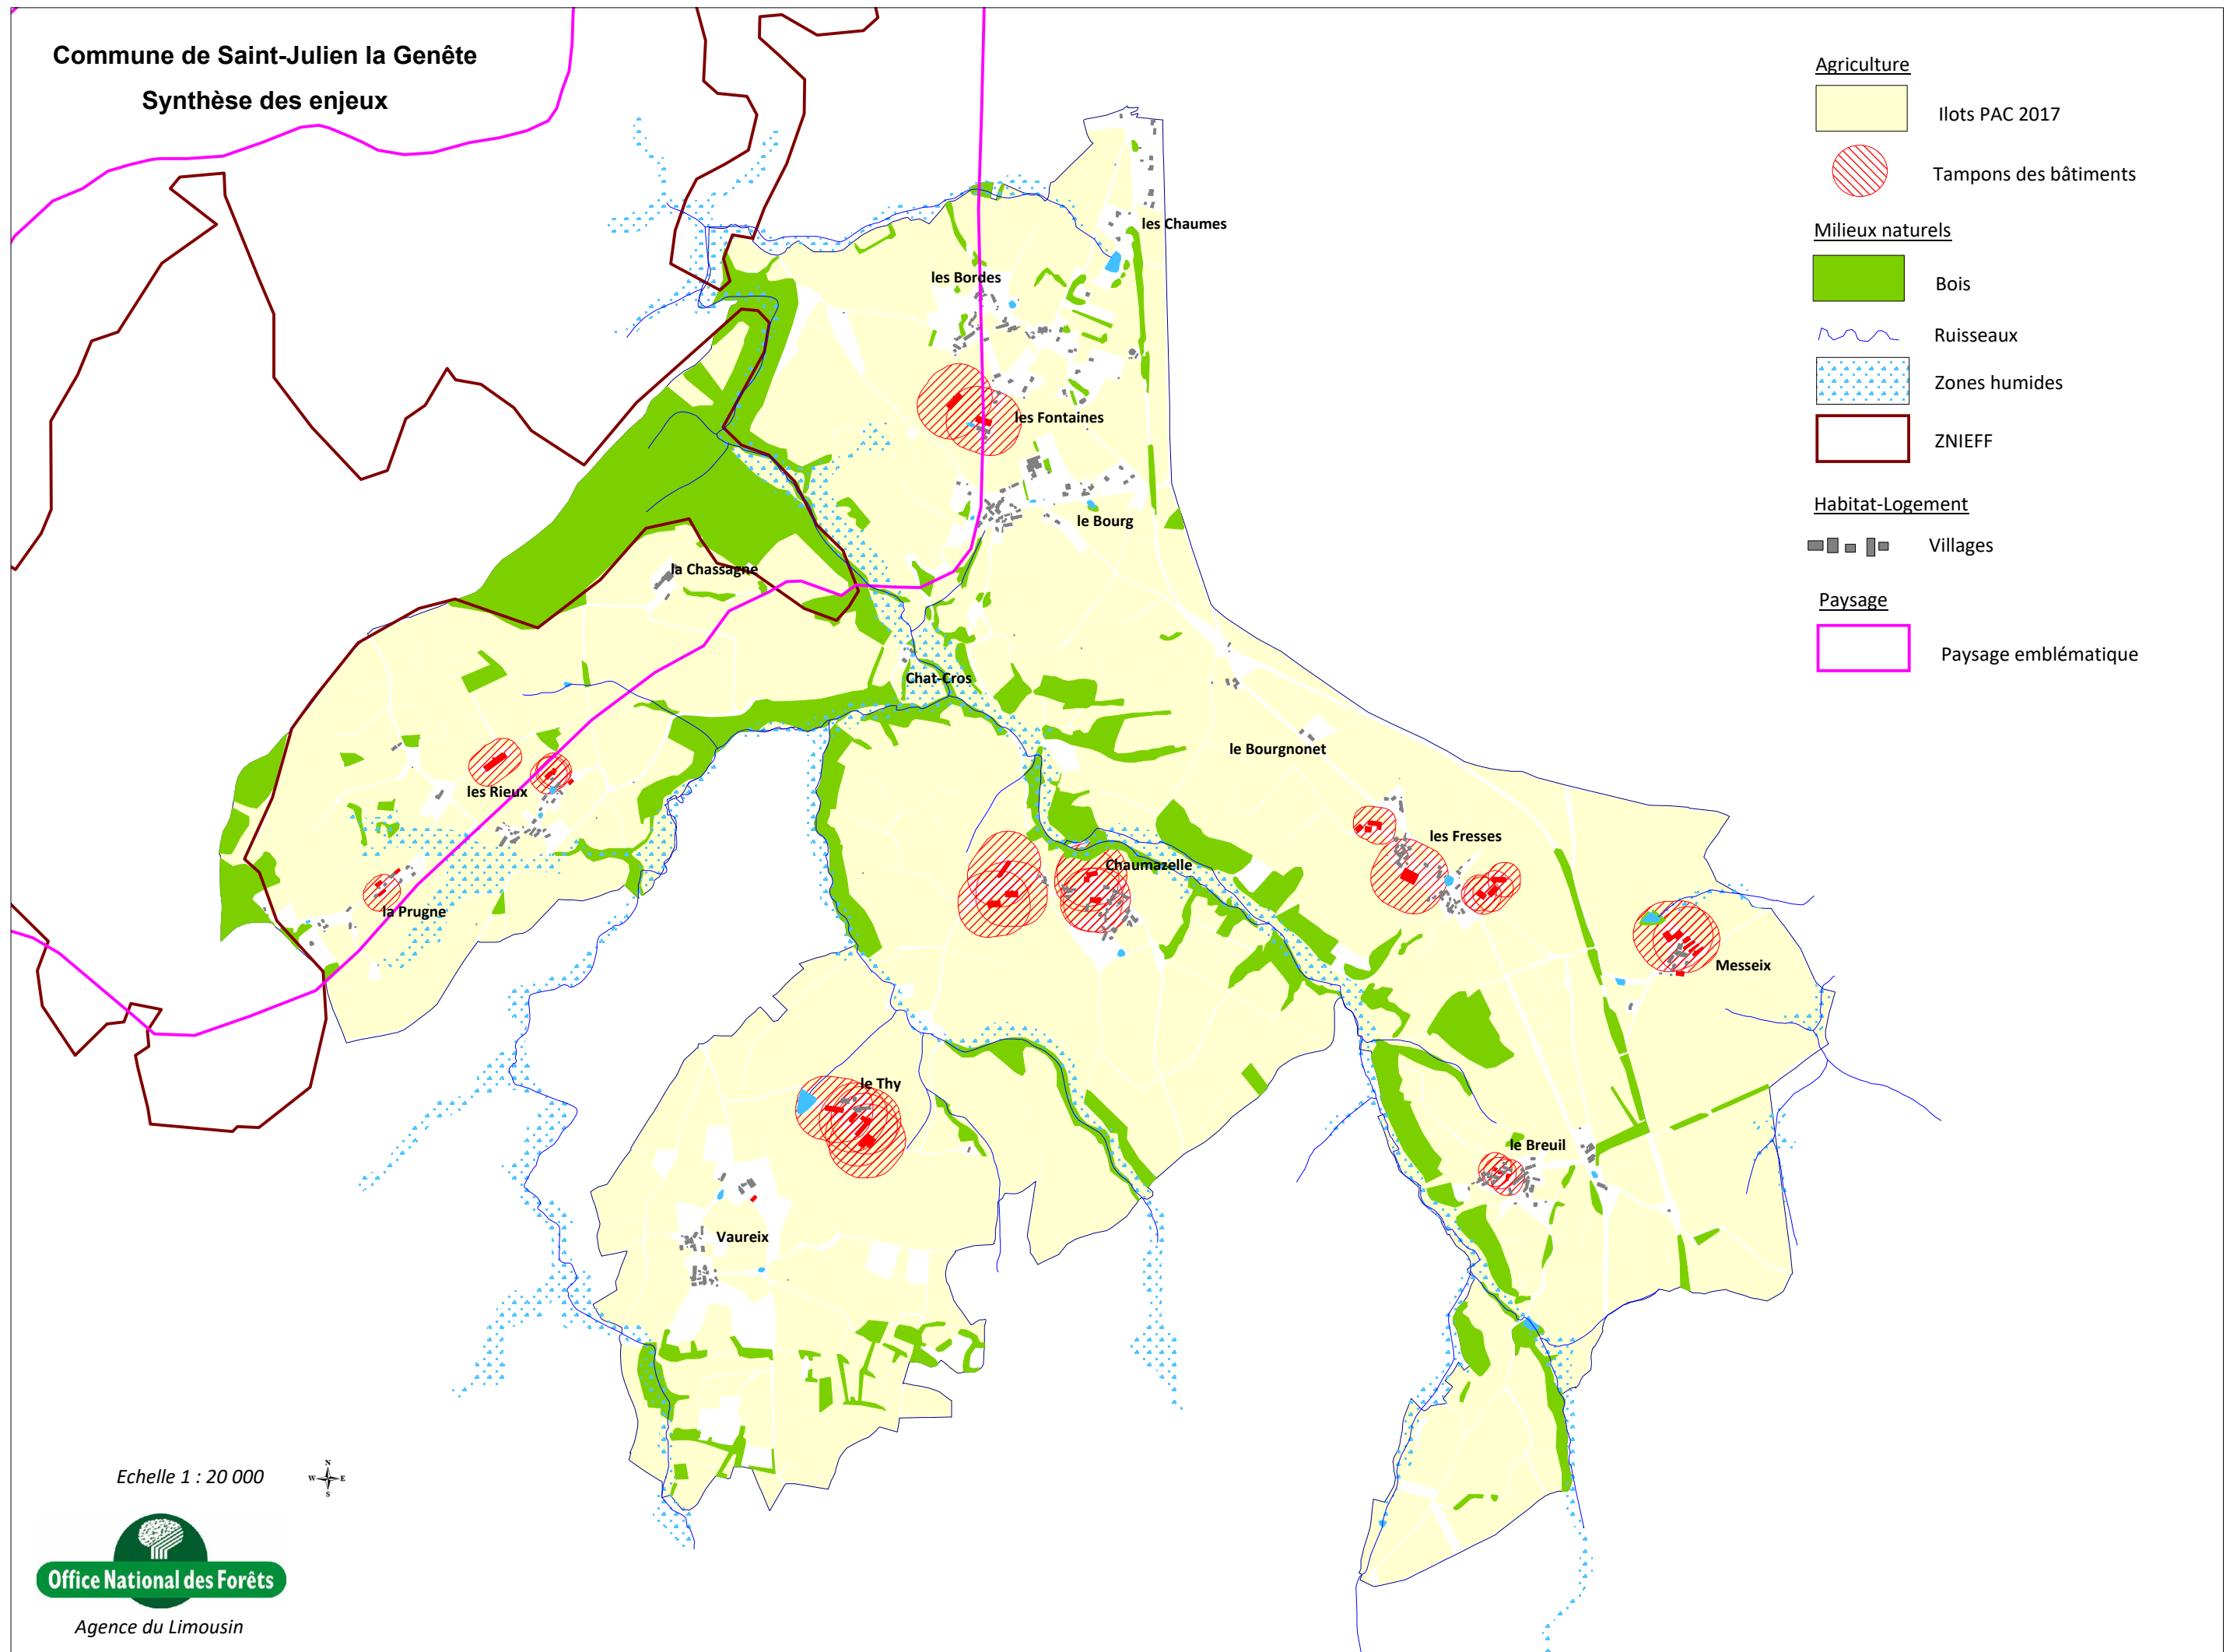 Commune de Saint-Julien la Genête
Synthèse des enjeux
Agriculture
Ilots PAC 2017
Tampons des bâtiments
Milieux naturels
Bois
Ruisseaux
Zones humides
ZNIEFF
Habitat-Logement
Villages
Paysage
Paysage emblématique
les Chaumes
les Bordes
les Fontaines
le Bourg
la Chassagne
Chat-Cros
le Bourgnonet
les Rieux
les Fresses
Chaumazelle
la Prugne
Messeix
le Thy
le Breuil
Vaureix
Echelle 1 : 20 000
N
W E
S
Office National des Forêts
Agence du Limousin